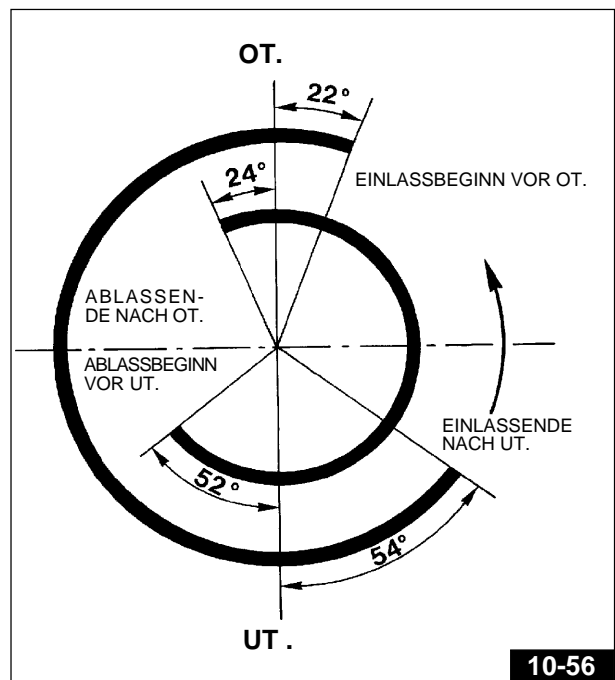 OT.
22°
EINLASSBEGINN VOR OT.
24°
ABLASSEN-
DE NACH OT.
ABLASSBEGINN
VOR UT.
EINLASSENDE
NACH UT.
52°
54°
UT .
10-56